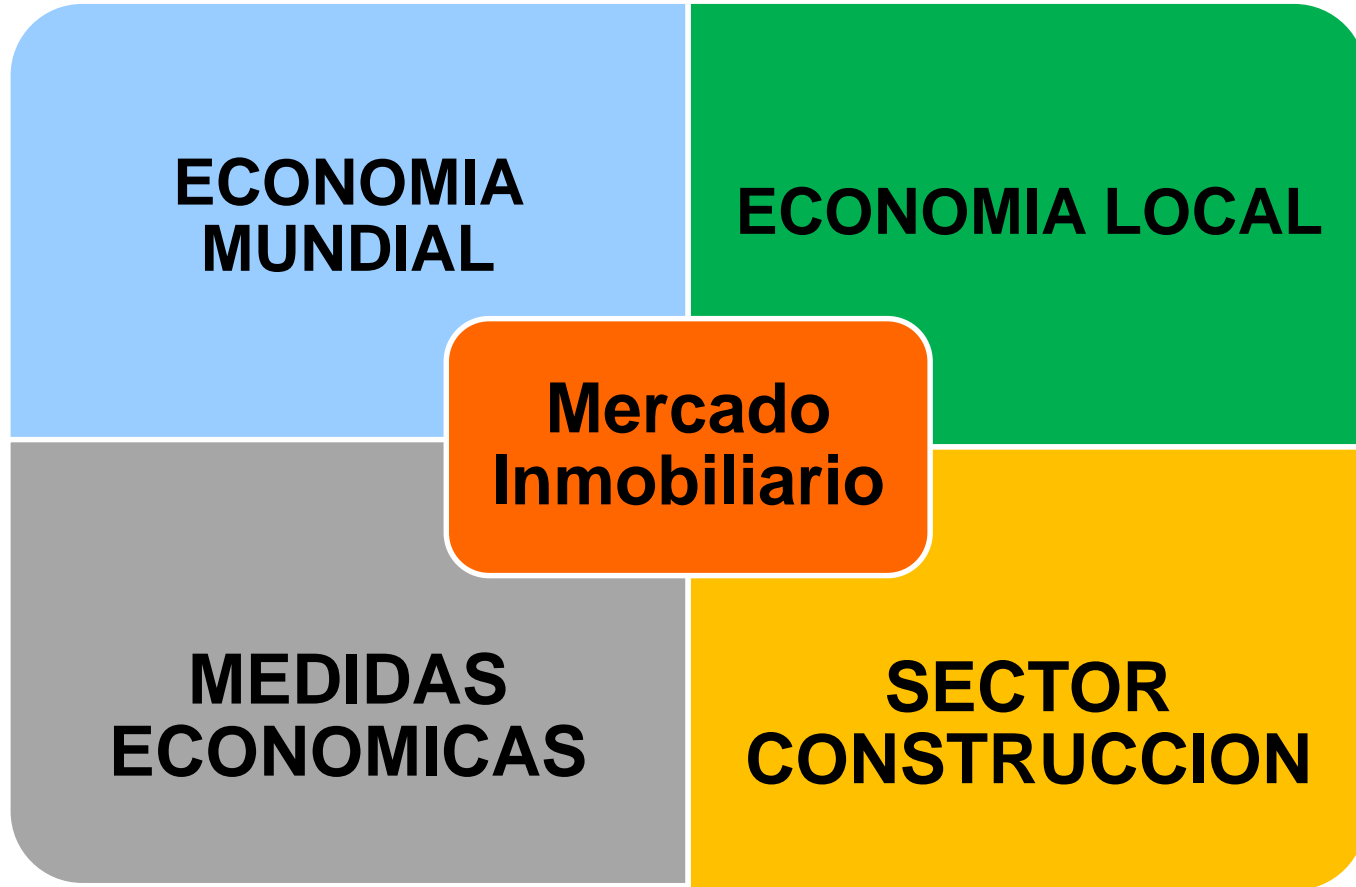 ECONOMIA
MUNDIAL
ECONOMIA LOCAL
Mercado
Inmobiliario
MEDIDAS
ECONOMICAS
SECTOR
CONSTRUCCION